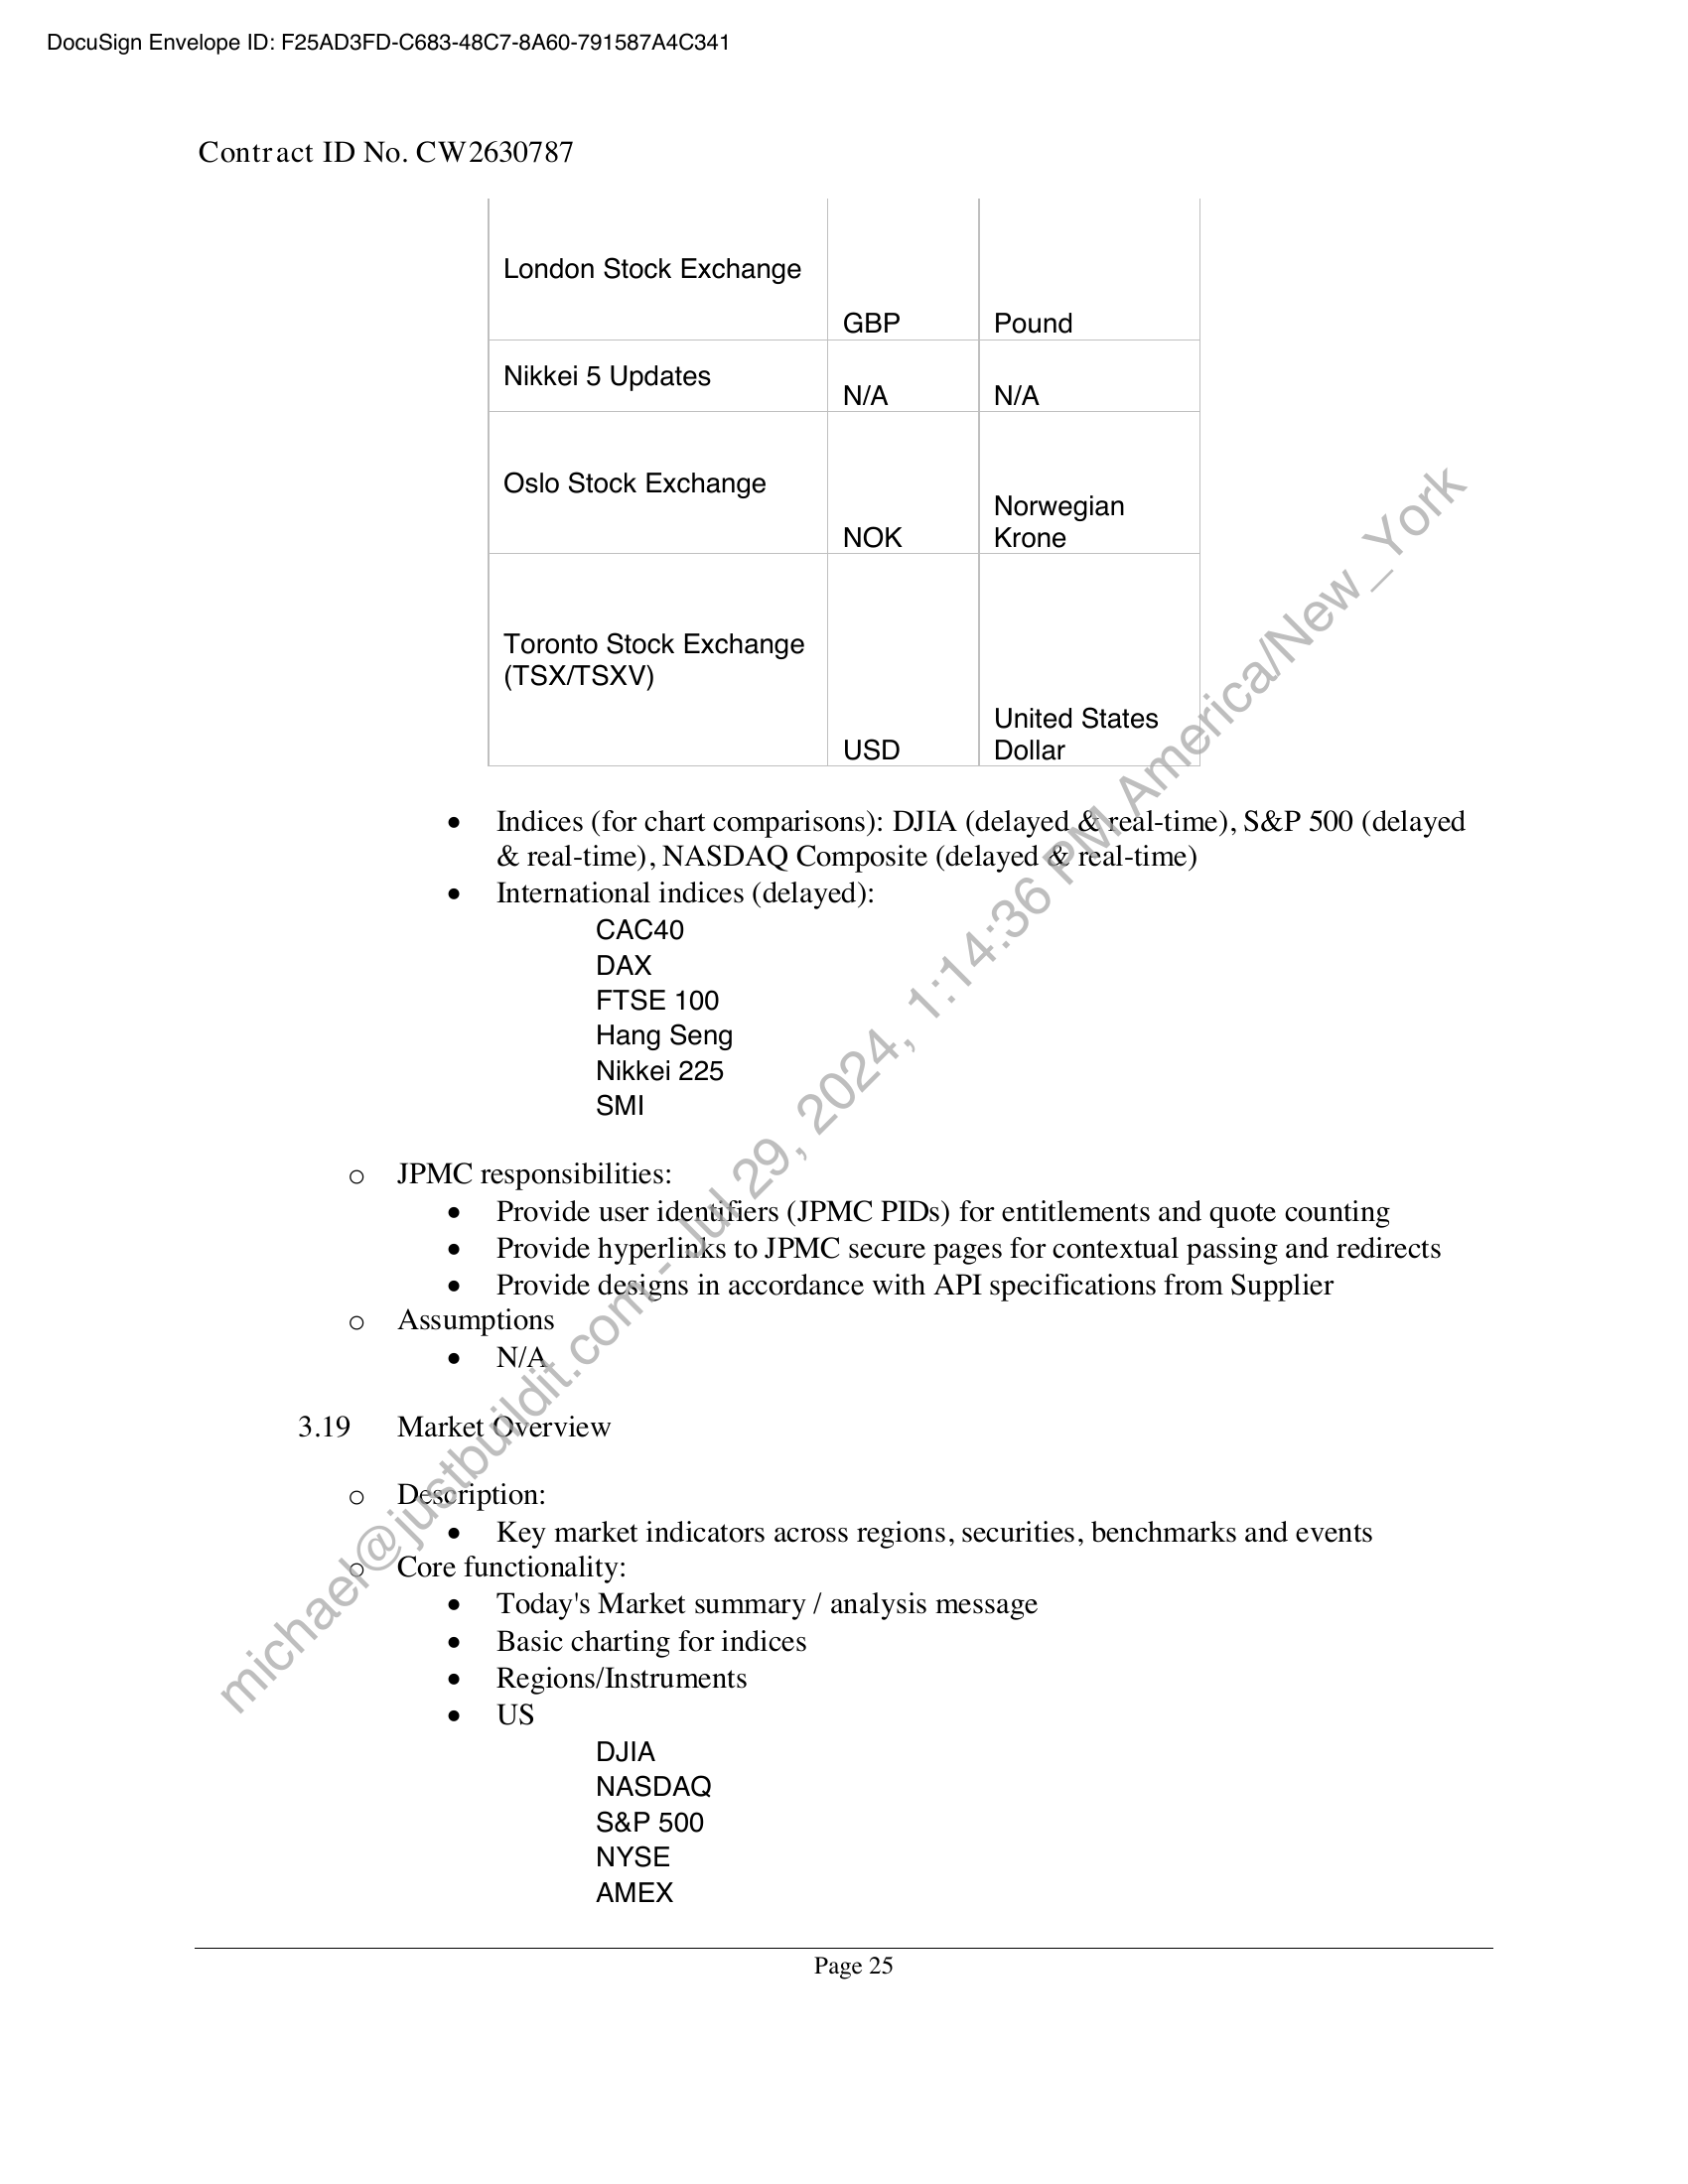 DocuSign Envelope ID: F25AD3FD-C683-48C7-8A60-791587A4C341
Contract ID No. CW2630787
London Stock Exchange
GBP Pound
Nikkei 5 Updates
N/A N/A
Oslo Stock Exchange
Norwegian
NOK Krone
Toronto Stock Exchange
(TSX/TSXV)
United States
USD Dollar
• Indices (for chart comparisons): DJIA (delayed & real-time), S&P 500 (delayed
& real-time), NASDAQ Composite (delayed & real-time)
• International indices (delayed):
CAC40
DAX
FTSE 100
Hang Seng
Nikkei 225
SMI
o JPMC responsibilities:
• Provide user identifiers (JPMC PIDs) for entitlements and quote counting
• Provide hyperlinks to JPMC secure pages for contextual passing and redirects
• Provide designs in accordance with API specifications from Supplier
o Assumptions
• N/A
3.19 Market Overview
o Description:
• Key market indicators across regions, securities, benchmarks and events
o Core functionality:
• Today's Market summary / analysis message
• Basic charting for indices
• Regions/Instruments
• US
DJIA
NASDAQ
S&P 500
NYSE
AMEX
Page 25
michael@justbuildit.com - Jul 29, 2024, 1:14:36 PM America/New_York